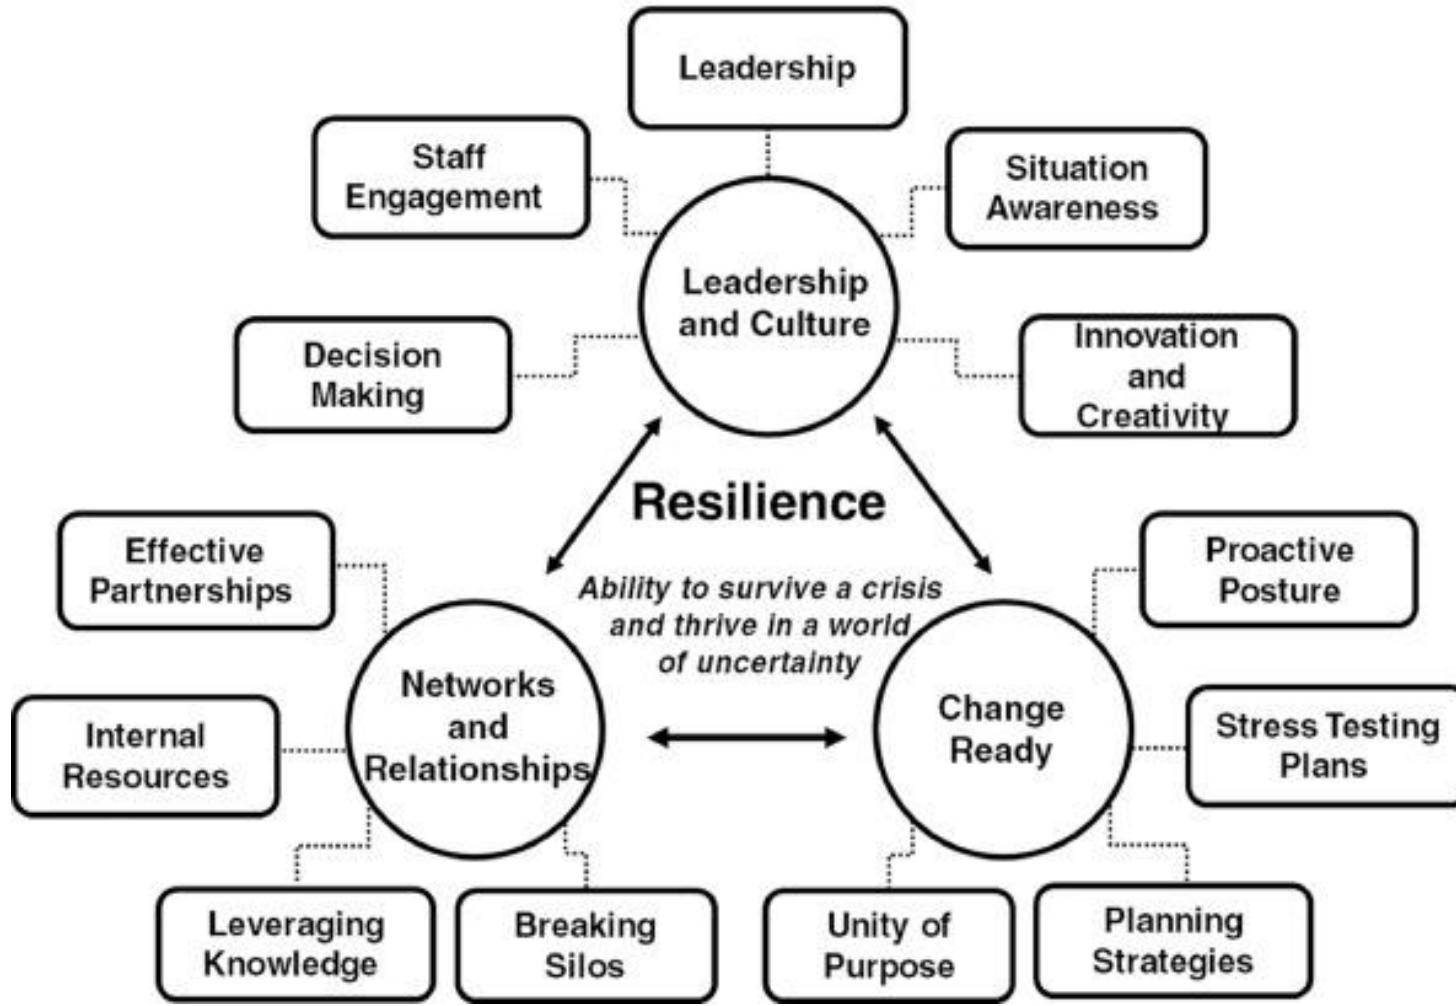 Leadership
Staff
Engagement
Situation
Awareness
Leadership
and Culture
Decision
Making
Innovation
and
Creativity
Resilience
Ability to survive a crisis
and thrive in a world
of uncertainty
Effective
Partnerships
Proactive
Posture
Networks
and
Relationships
Change
Ready
Internal
Resources
Stress Testing
Plans
Leveraging
Knowledge
Breaking
Silos
Unity of
Purpose
Planning
Strategies